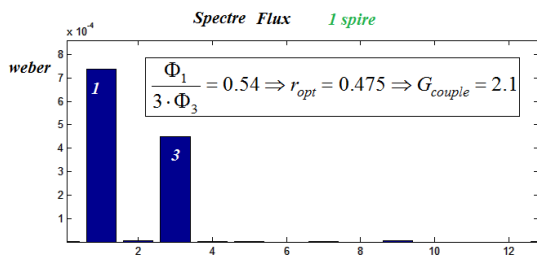 Spectre Flux 1 spire
x 10⁻⁴
weber
8
7
6
5
4
3
2
1
1
3
Φ₁ / 3·Φ₃ = 0.54 ⇒ r_opt = 0.475 ⇒ G_couple = 2.1
2 4 6 8 10 12